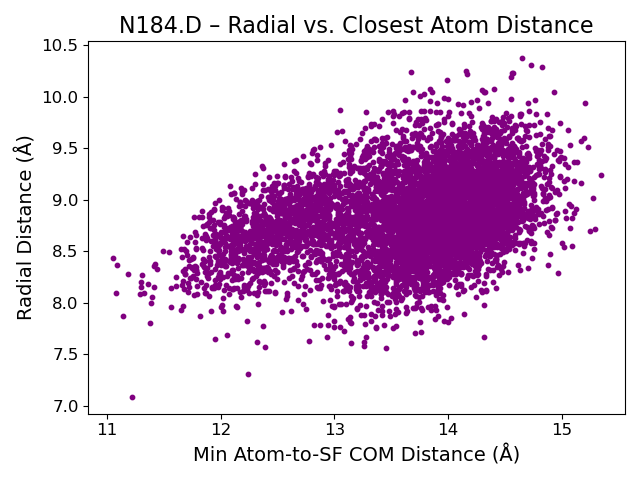 N184.D – Radial vs. Closest Atom Distance
10.5
10.0
9.5
9.0
8.5
8.0
7.5
7.0
Radial Distance (Å)
11 12 13 14 15
Min Atom-to-SF COM Distance (Å)